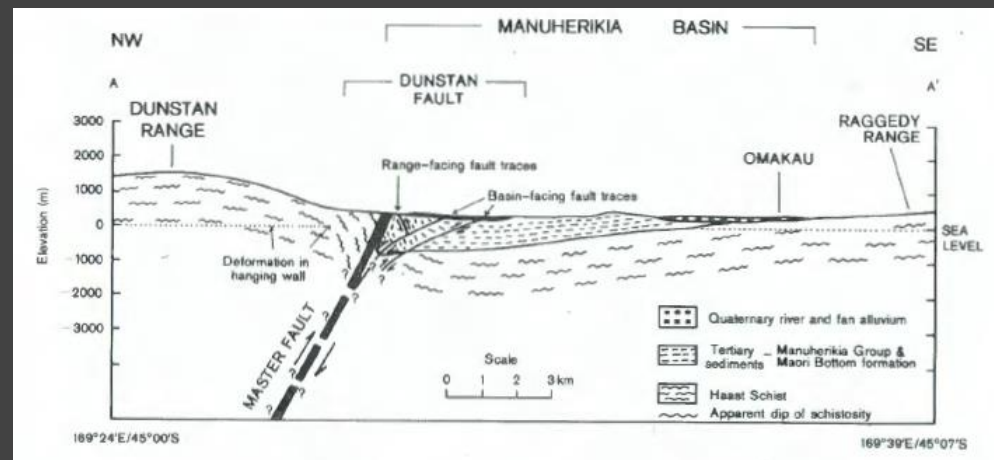 MANUHERIKIA BASIN
NW
SE
A
A'
DUNSTAN
FAULT
DUNSTAN
RANGE
RAGGEDY
RANGE
Range-facing fault traces
OMAKAU
Basin-facing fault traces
3000
2000
1000
0
-1000
-2000
-3000
Elevation (m)
SEA
LEVEL
Deformation in
hanging wall
MASTER FAULT
? ? ? ? ? ? ?
Scale
0 1 2 3 km
Quaternary river and fan alluvium
Tertiary – Manuherikia Group &
sediments Maori Bottom formation
Haast Schist
Apparent dip of schistosity
169°24'E/45°00'S
169°39'E/45°07'S